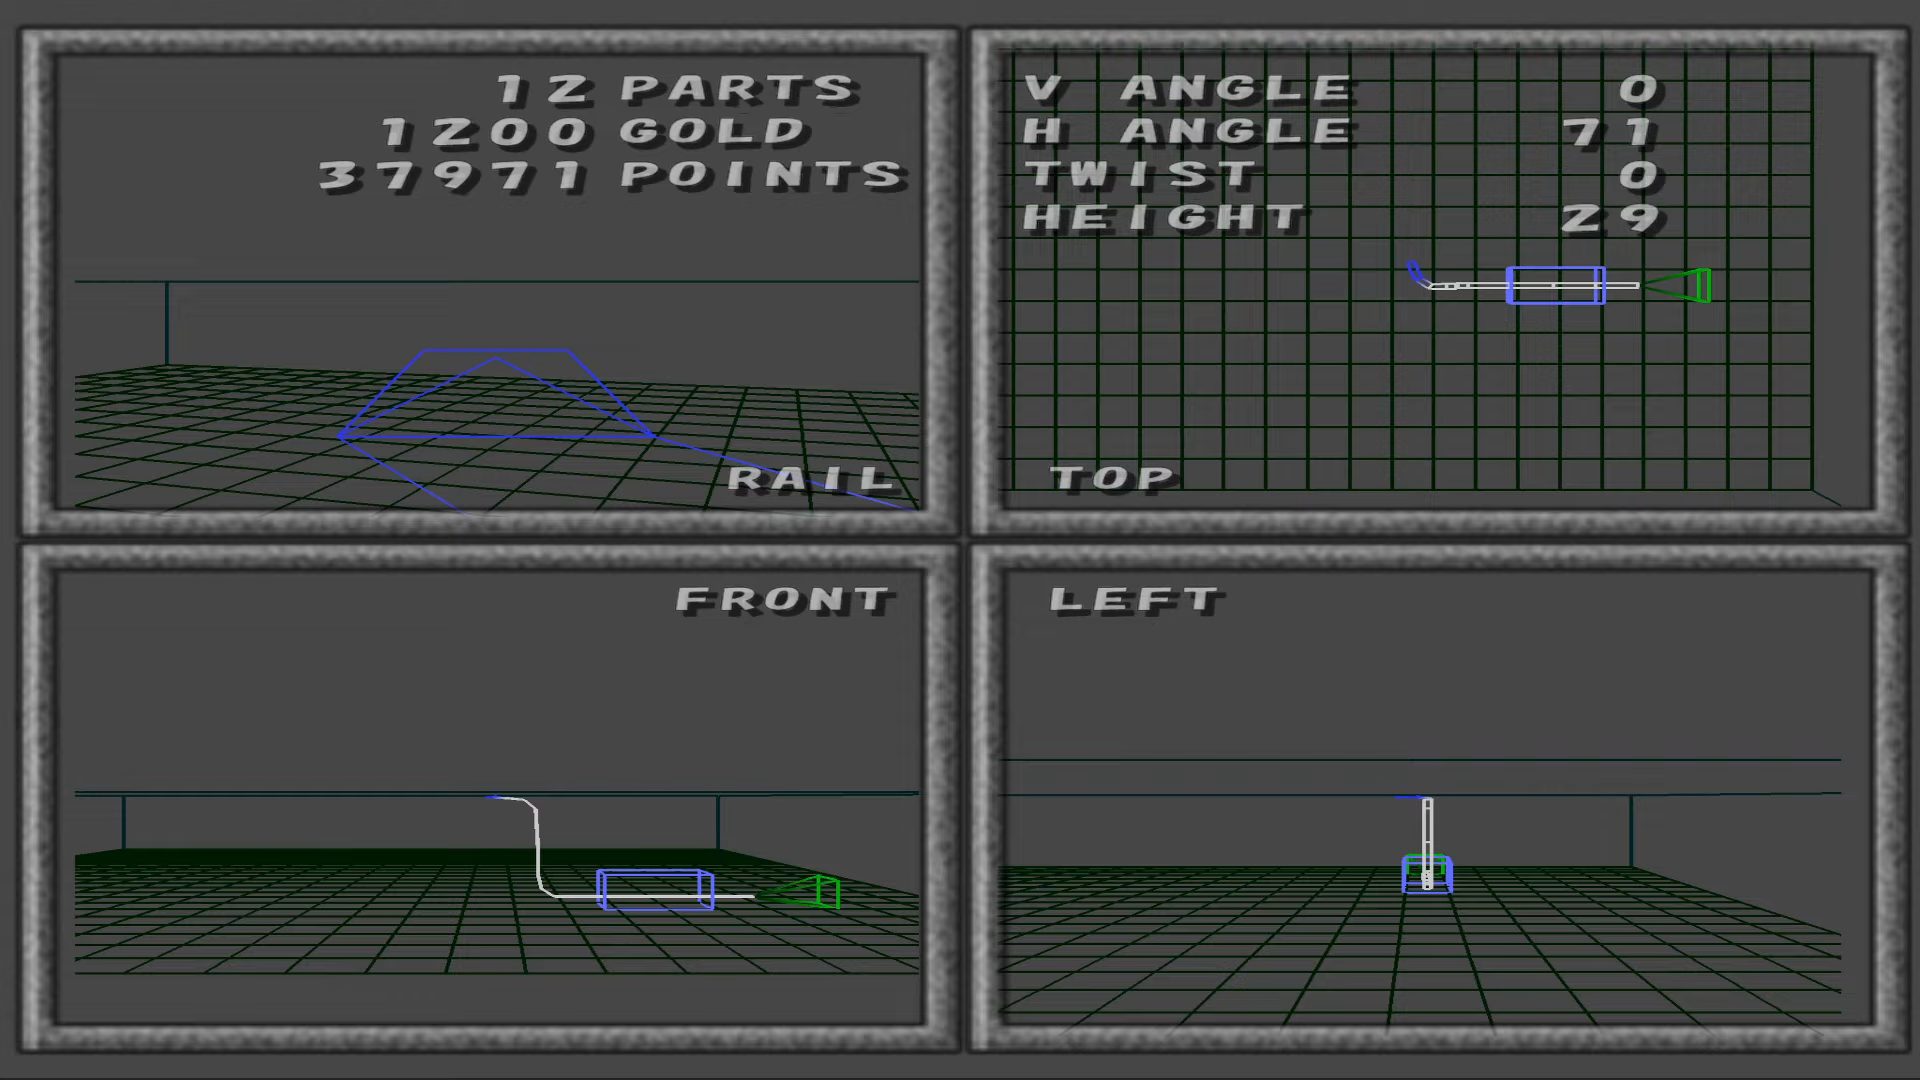 12 PARTS
1200 GOLD
37971 POINTS
RAIL
V ANGLE 0
H ANGLE 71
TWIST 0
HEIGHT 29
TOP
FRONT
LEFT